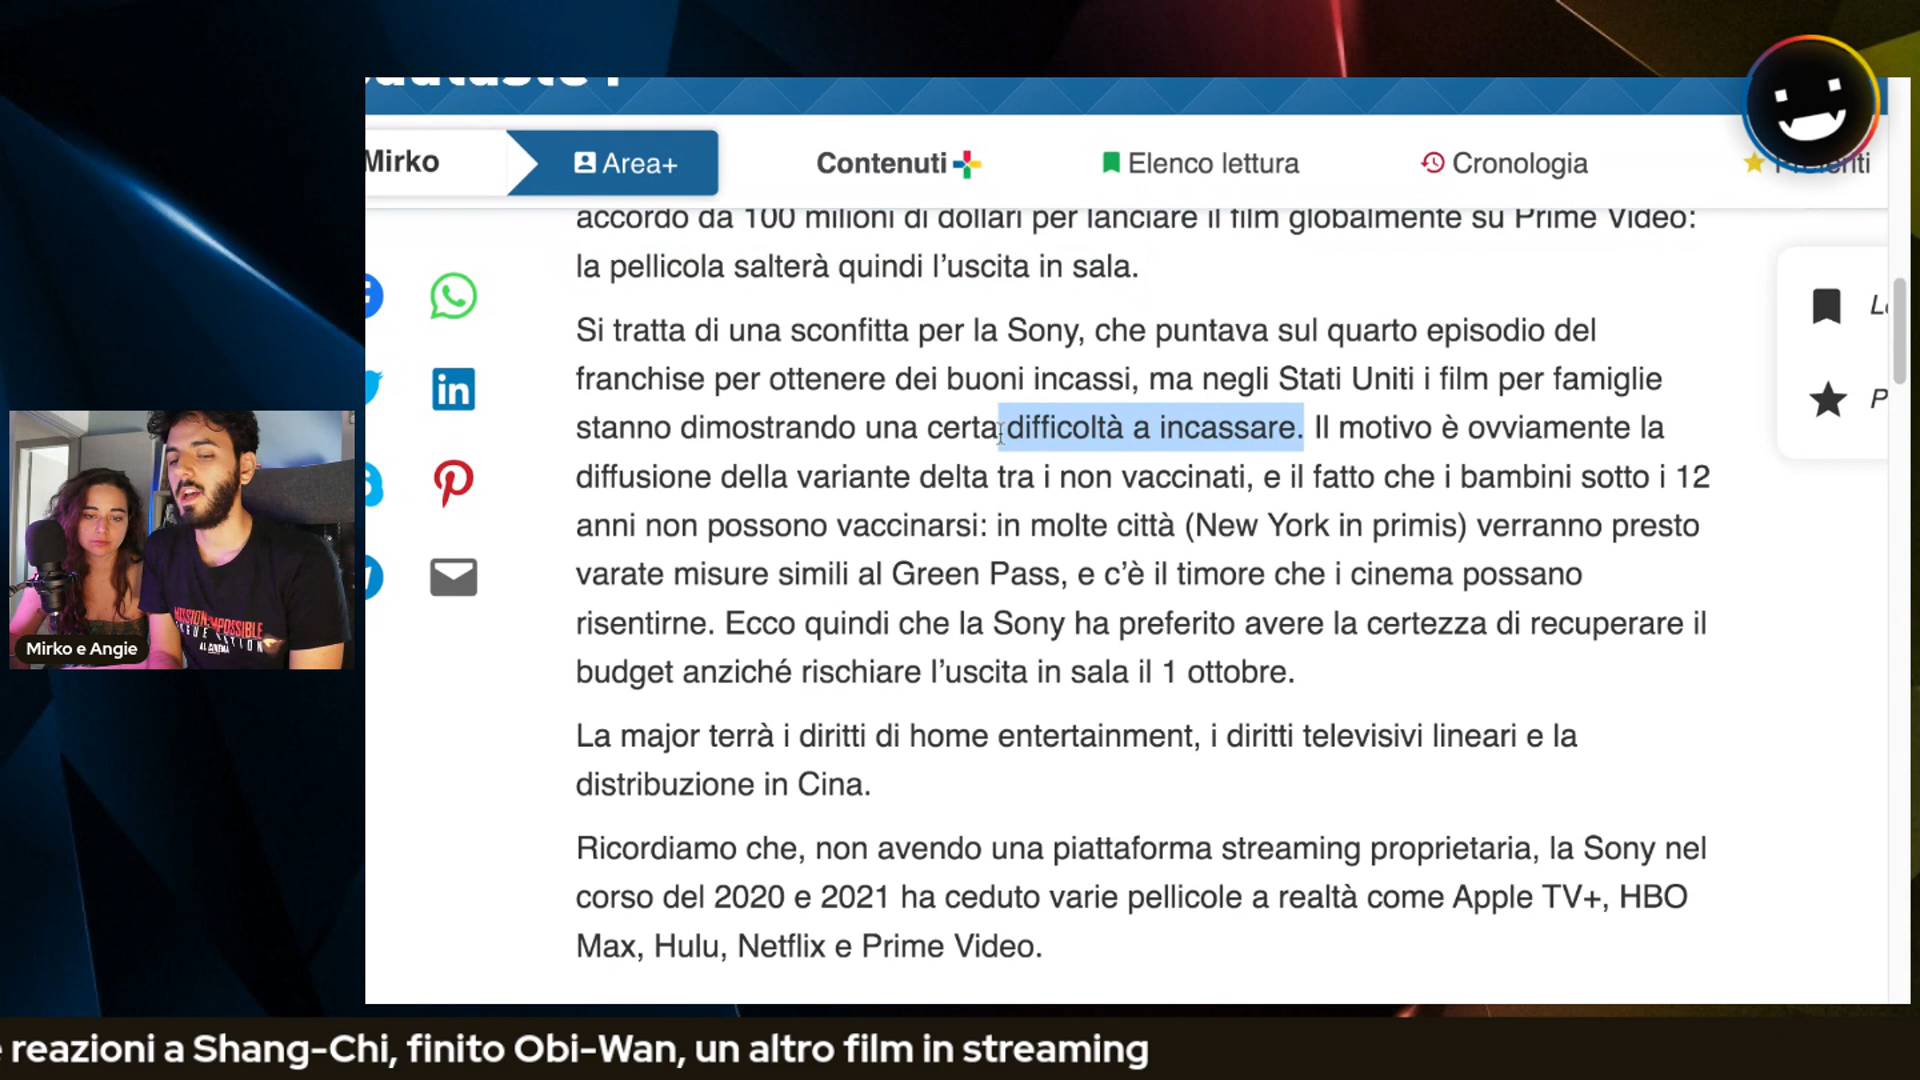 Mirko
Area+
Contenuti
Elenco lettura
Cronologia
accordo da 100 milioni di dollari per lanciare il film globalmente su Prime Video:
la pellicola salterà quindi l’uscita in sala.
Si tratta di una sconfitta per la Sony, che puntava sul quarto episodio del
franchise per ottenere dei buoni incassi, ma negli Stati Uniti i film per famiglie
stanno dimostrando una certa difficoltà a incassare. Il motivo è ovviamente la
diffusione della variante delta tra i non vaccinati, e il fatto che i bambini sotto i 12
anni non possono vaccinarsi: in molte città (New York in primis) verranno presto
varate misure simili al Green Pass, e c’è il timore che i cinema possano
risentirne. Ecco quindi che la Sony ha preferito avere la certezza di recuperare il
budget anziché rischiare l’uscita in sala il 1 ottobre.
La major terrà i diritti di home entertainment, i diritti televisivi lineari e la
distribuzione in Cina.
Ricordiamo che, non avendo una piattaforma streaming proprietaria, la Sony nel
corso del 2020 e 2021 ha ceduto varie pellicole a realtà come Apple TV+, HBO
Max, Hulu, Netflix e Prime Video.
MISSION:IMPOSSIBLE
AL CINEMA
Mirko e Angie
e reazioni a Shang-Chi, finito Obi-Wan, un altro film in streaming